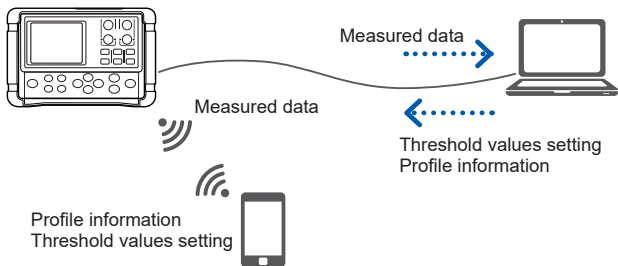 Measured data
Measured data
Threshold values setting
Profile information
Profile information
Threshold values setting